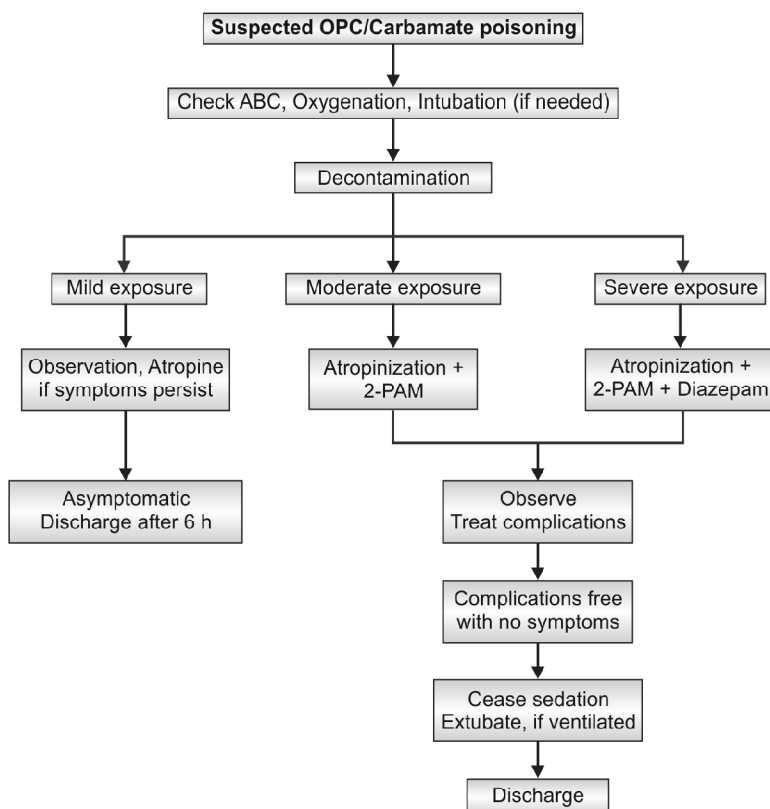 Suspected OPC/Carbamate poisoning
Check ABC, Oxygenation, Intubation (if needed)
Decontamination
Mild exposure
Moderate exposure
Severe exposure
Observation, Atropine
if symptoms persist
Atropinization +
2-PAM
Atropinization +
2-PAM + Diazepam
Asymptomatic
Discharge after 6 h
Observe
Treat complications
Complications free
with no symptoms
Cease sedation
Extubate, if ventilated
Discharge